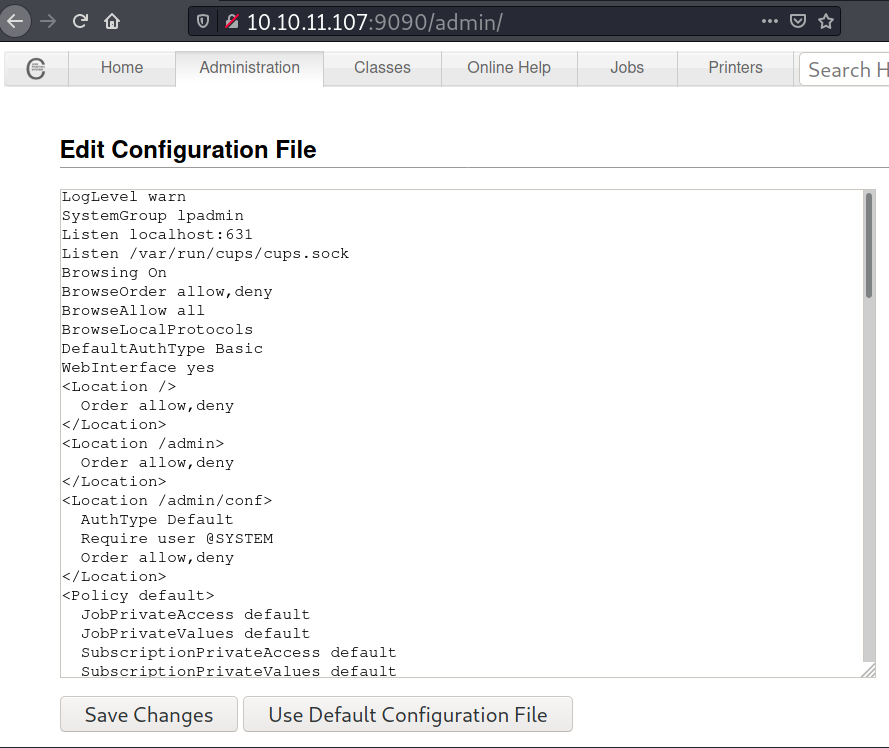 10.10.11.107:9090/admin/
Home Administration Classes Online Help Jobs Printers Search H
Edit Configuration File
LogLevel warn
SystemGroup lpadmin
Listen localhost:631
Listen /var/run/cups/cups.sock
Browsing On
BrowseOrder allow,deny
BrowseAllow all
BrowseLocalProtocols
DefaultAuthType Basic
WebInterface yes
<Location />
  Order allow,deny
</Location>
<Location /admin>
  Order allow,deny
</Location>
<Location /admin/conf>
  AuthType Default
  Require user @SYSTEM
  Order allow,deny
</Location>
<Policy default>
  JobPrivateAccess default
  JobPrivateValues default
  SubscriptionPrivateAccess default
  SubscriptionPrivateValues default
Save Changes Use Default Configuration File